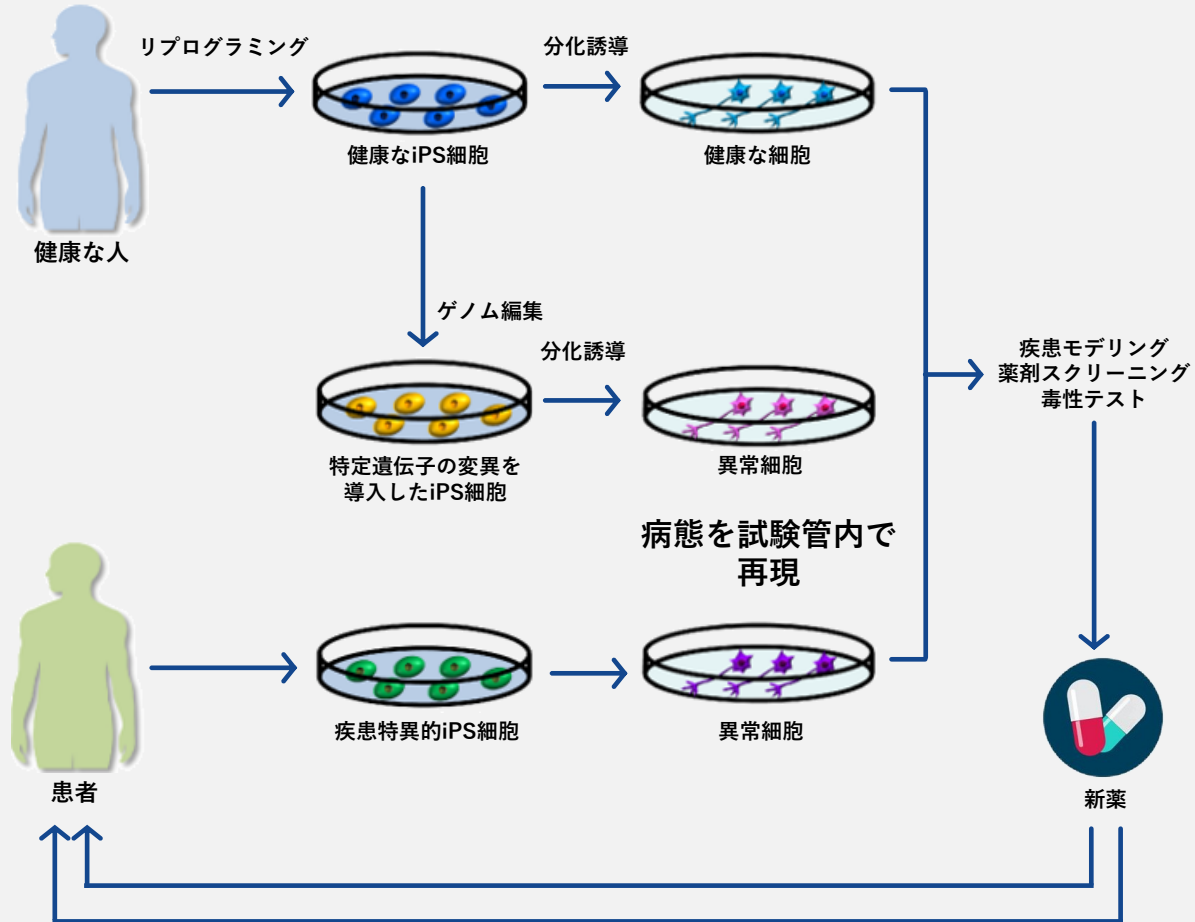 リプログラミング
分化誘導
健康なiPS細胞
健康な細胞
健康な人
ゲノム編集
分化誘導
疾患モデリング
薬剤スクリーニング
毒性テスト
特定遺伝子の変異を
導入したiPS細胞
異常細胞
病態を試験管内で
再現
疾患特異的iPS細胞
異常細胞
患者
新薬